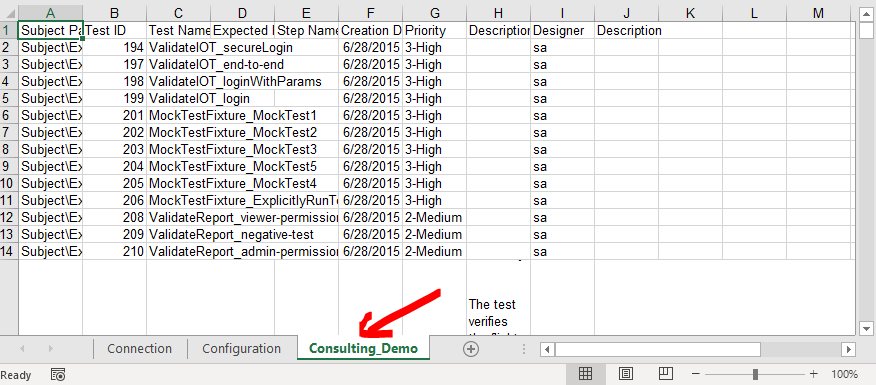 A B C D E F G H I J K L M
1 Subject Pa Test ID Test Name Expected Step Name Creation D Priority Description Designer Description
2 Subject\Ex 194 ValidateIOT_secureLogin 6/28/2015 3-High sa
3 Subject\Ex 197 ValidateIOT_end-to-end 6/28/2015 3-High sa
4 Subject\Ex 198 ValidateIOT_loginWithParams 6/28/2015 3-High sa
5 Subject\Ex 199 ValidateIOT_login 6/28/2015 3-High sa
6 Subject\Ex 201 MockTestFixture_MockTest1 6/28/2015 3-High sa
7 Subject\Ex 202 MockTestFixture_MockTest2 6/28/2015 3-High sa
8 Subject\Ex 203 MockTestFixture_MockTest3 6/28/2015 3-High sa
9 Subject\Ex 204 MockTestFixture_MockTest5 6/28/2015 3-High sa
10 Subject\Ex 205 MockTestFixture_MockTest4 6/28/2015 3-High sa
11 Subject\Ex 206 MockTestFixture_ExplicitlyRunTe 6/28/2015 3-High sa
12 Subject\Ex 208 ValidateReport_viewer-permission 6/28/2015 2-Medium sa
13 Subject\Ex 209 ValidateReport_negative-test 6/28/2015 2-Medium sa
14 Subject\Ex 210 ValidateReport_admin-permission 6/28/2015 2-Medium sa
The test
verifies
Connection Configuration Consulting_Demo
Ready 100%